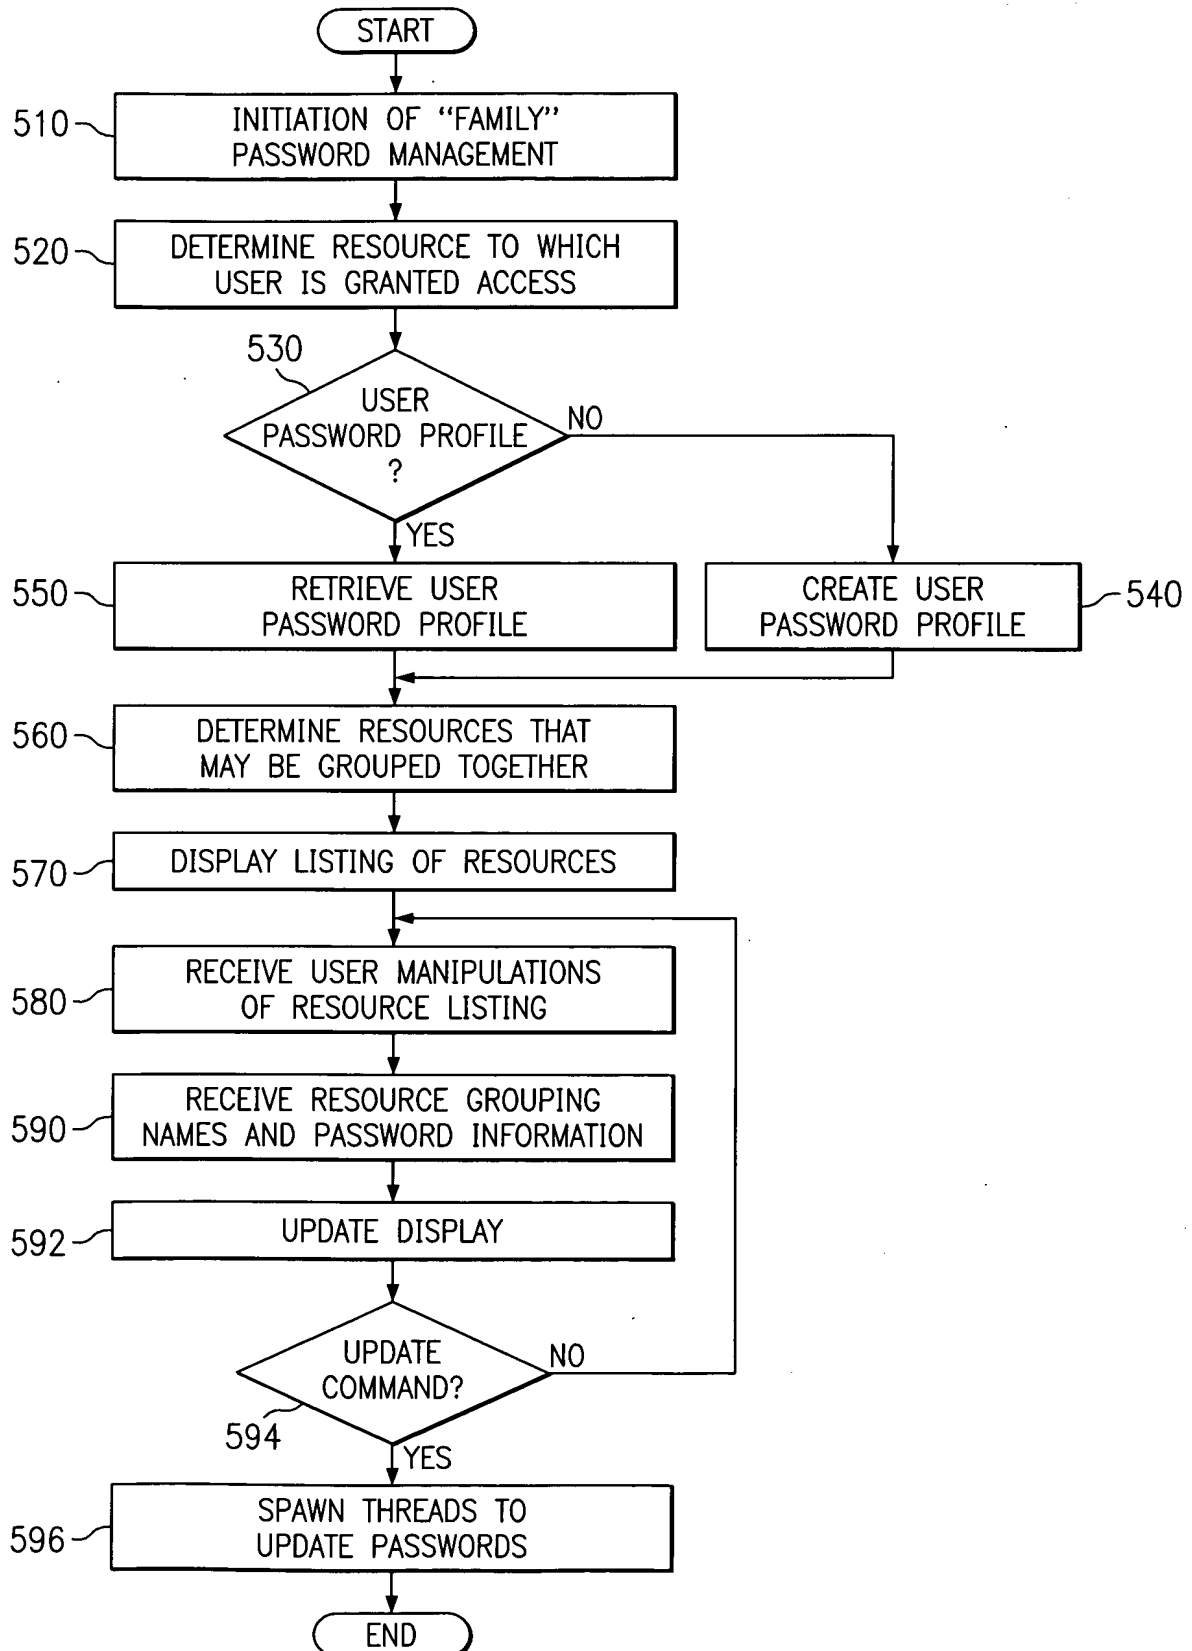 START
510
INITIATION OF “FAMILY”
PASSWORD MANAGEMENT
520
DETERMINE RESOURCE TO WHICH
USER IS GRANTED ACCESS
530
USER
PASSWORD PROFILE
?
NO
YES
550
RETRIEVE USER
PASSWORD PROFILE
CREATE USER
PASSWORD PROFILE
540
560
DETERMINE RESOURCES THAT
MAY BE GROUPED TOGETHER
570
DISPLAY LISTING OF RESOURCES
580
RECEIVE USER MANIPULATIONS
OF RESOURCE LISTING
590
RECEIVE RESOURCE GROUPING
NAMES AND PASSWORD INFORMATION
592
UPDATE DISPLAY
UPDATE
COMMAND?
NO
594
YES
596
SPAWN THREADS TO
UPDATE PASSWORDS
END